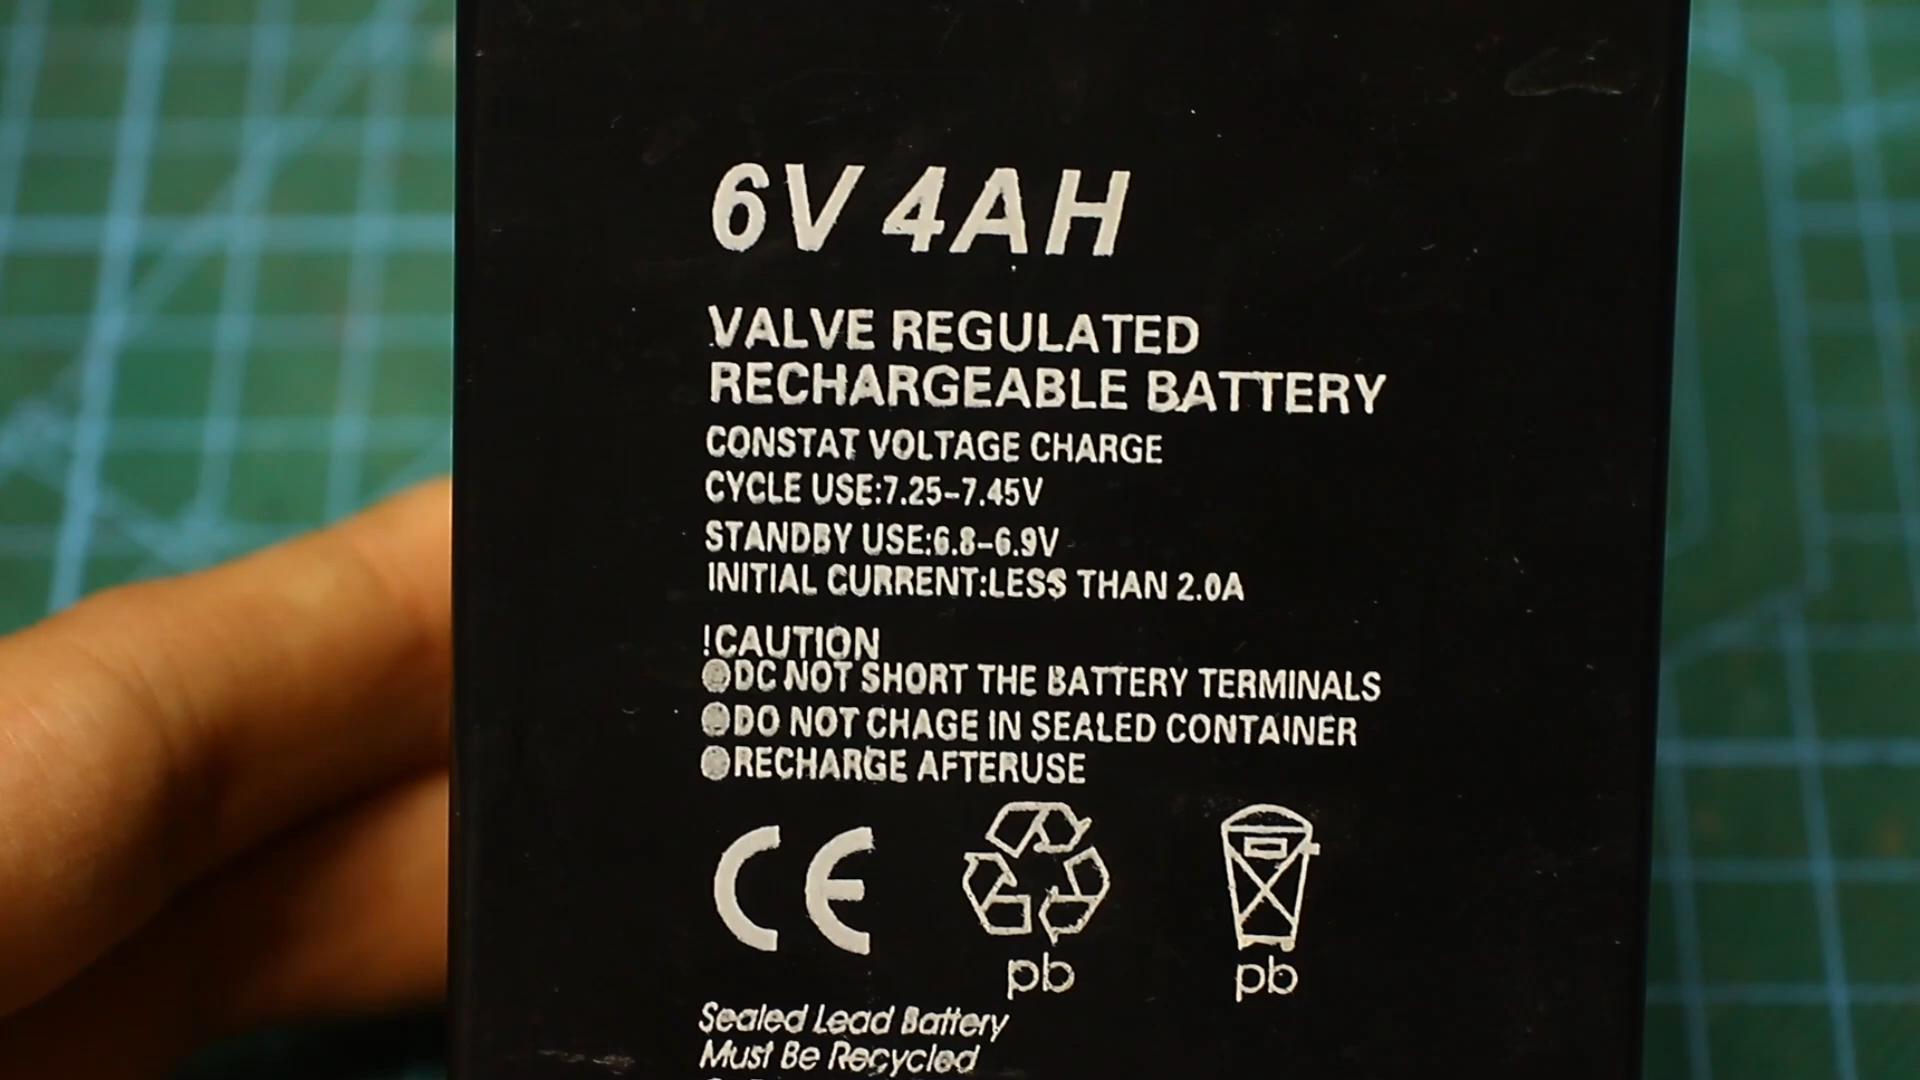 6V 4AH
VALVE REGULATED
RECHARGEABLE BATTERY
CONSTAT VOLTAGE CHARGE
CYCLE USE:7.25-7.45V
STANDBY USE:6.8-6.9V
INITIAL CURRENT:LESS THAN 2.0A
!CAUTION
●DC NOT SHORT THE BATTERY TERMINALS
●DO NOT CHAGE IN SEALED CONTAINER
●RECHARGE AFTERUSE
CE
pb pb
Sealed Lead Battery
Must Be Recycled